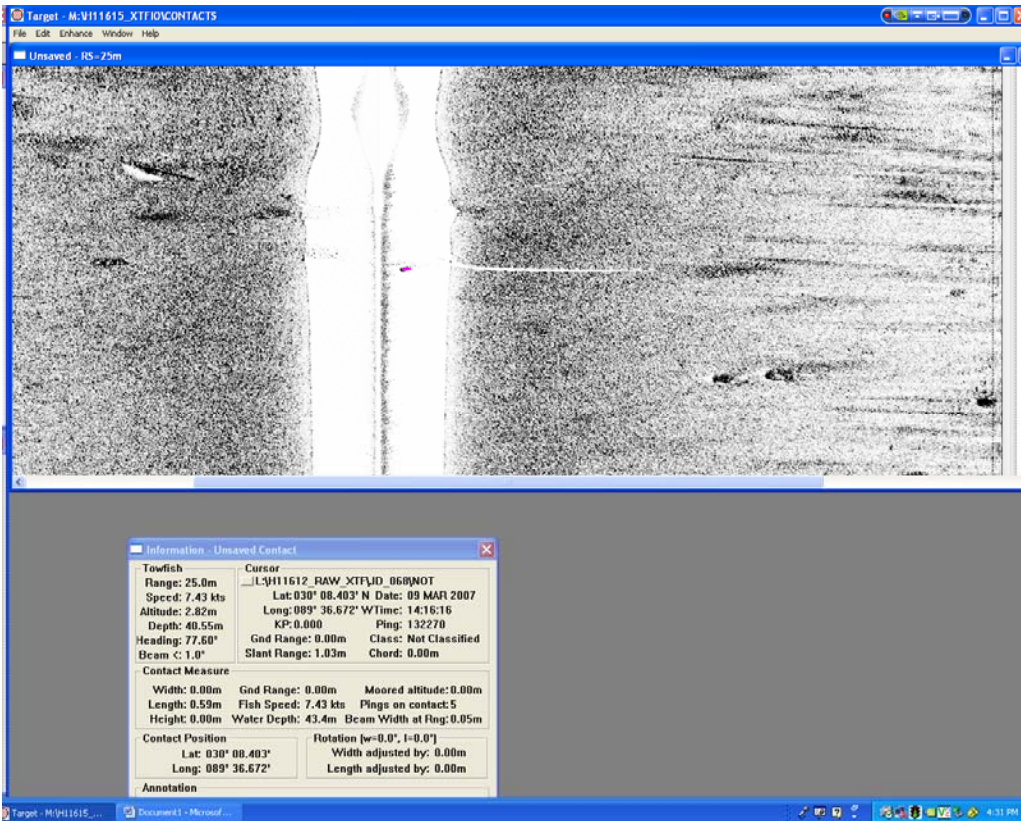 Target - M:\H11615_XTFIO\CONTACTS
File Edit Enhance Window Help
Unsaved - RS=25m
Information - Unsaved Contact
Towfish
Range: 25.0m
Speed: 7.43 kts
Altitude: 2.82m
Depth: 40.55m
Heading: 77.60°
Beam <: 1.0°
Cursor
L:\H11612_RAW_XTF\JD_068\NOT
Lat: 030° 08.403' N Date: 09 MAR 2007
Long: 089° 36.672' W Time: 14:16:16
KP: 0.000 Ping: 132270
Gnd Range: 0.00m Class: Not Classified
Slant Range: 1.03m Chord: 0.00m
Contact Measure
Width: 0.00m Gnd Range: 0.00m Moored altitude: 0.00m
Length: 0.59m Fish Speed: 7.43 kts Pings on contact: 5
Height: 0.00m Water Depth: 43.4m Beam Width at Rng: 0.05m
Contact Position
Lat: 030° 08.403'
Long: 089° 36.672'
Rotation [w=0.0°, l=0.0°]
Width adjusted by: 0.00m
Length adjusted by: 0.00m
Annotation
Target - M:\H11615_... Document1 - Microsof... 4:31 PM